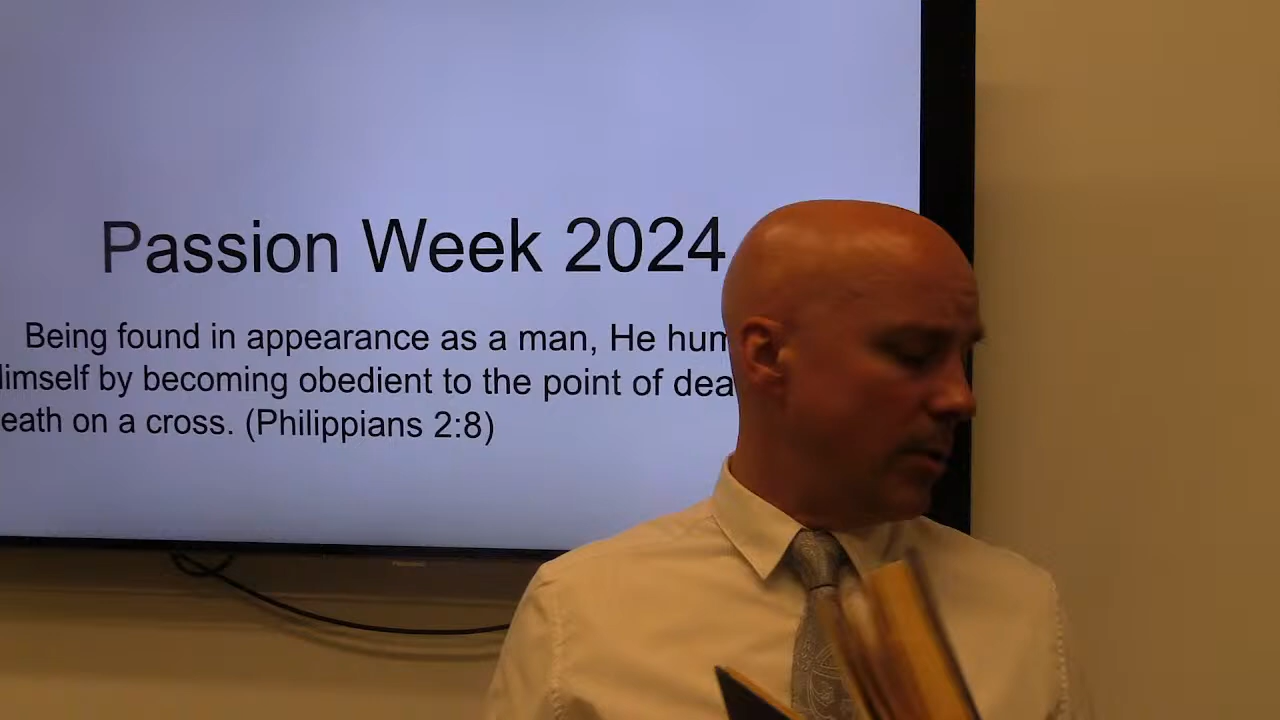 Passion Week 2024
Being found in appearance as a man, He hum
imself by becoming obedient to the point of dea
eath on a cross. (Philippians 2:8)